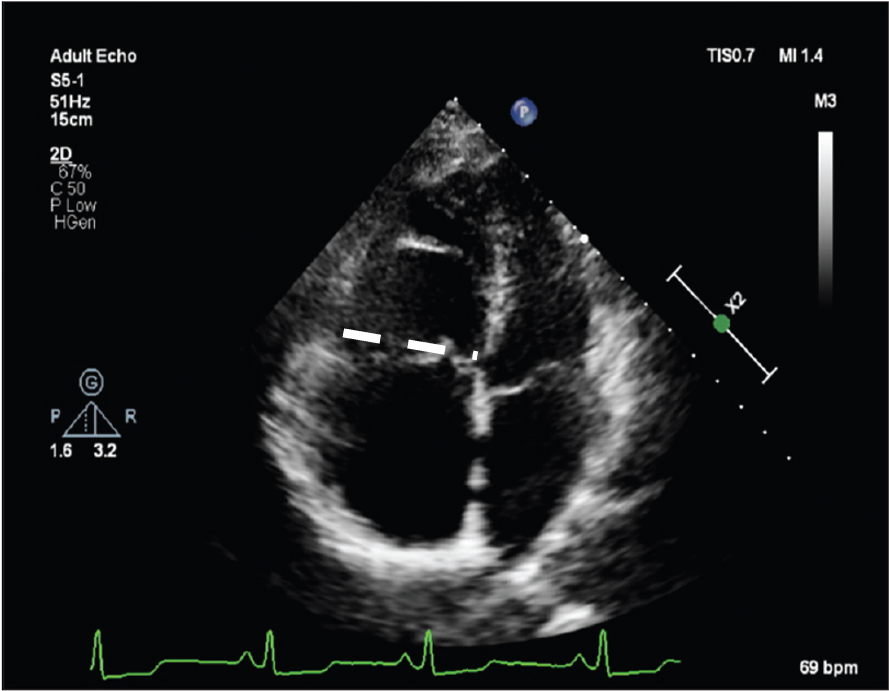 Adult Echo
TIS0.7 MI 1.4
S5-1
51Hz
15cm
M3
2D
67%
C 50
P Low
HGen
P
X2
G
P R
1.6 3.2
69 bpm